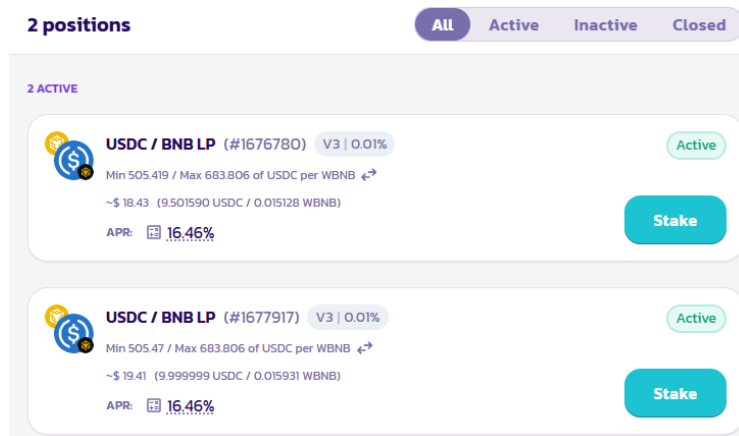 2 positions
All Active Inactive Closed
2 ACTIVE
USDC / BNB LP (#1676780) V3 | 0.01% Active
Min 505.419 / Max 683.806 of USDC per WBNB
~$ 18.43 (9.501590 USDC / 0.015128 WBNB)
Stake
APR: 16.46%
USDC / BNB LP (#1677917) V3 | 0.01% Active
Min 505.47 / Max 683.806 of USDC per WBNB
~$ 19.41 (9.999999 USDC / 0.015931 WBNB)
Stake
APR: 16.46%